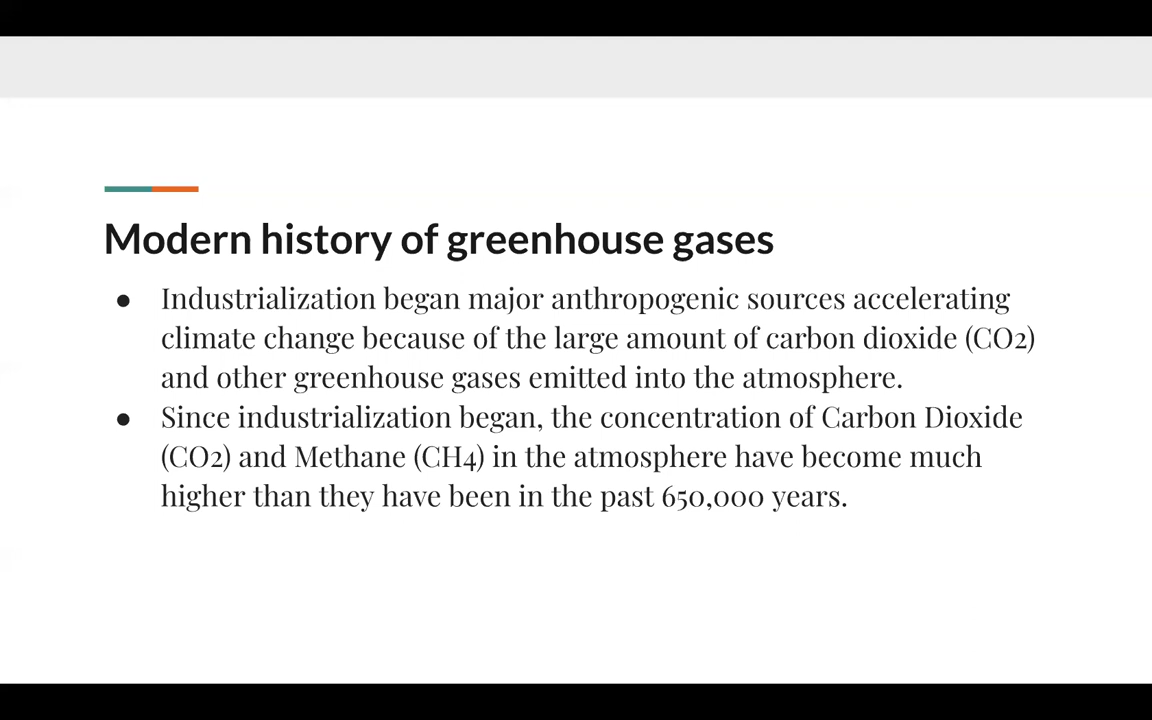 Modern history of greenhouse gases
● Industrialization began major anthropogenic sources accelerating
climate change because of the large amount of carbon dioxide (CO2)
and other greenhouse gases emitted into the atmosphere.
● Since industrialization began, the concentration of Carbon Dioxide
(CO2) and Methane (CH4) in the atmosphere have become much
higher than they have been in the past 650,000 years.